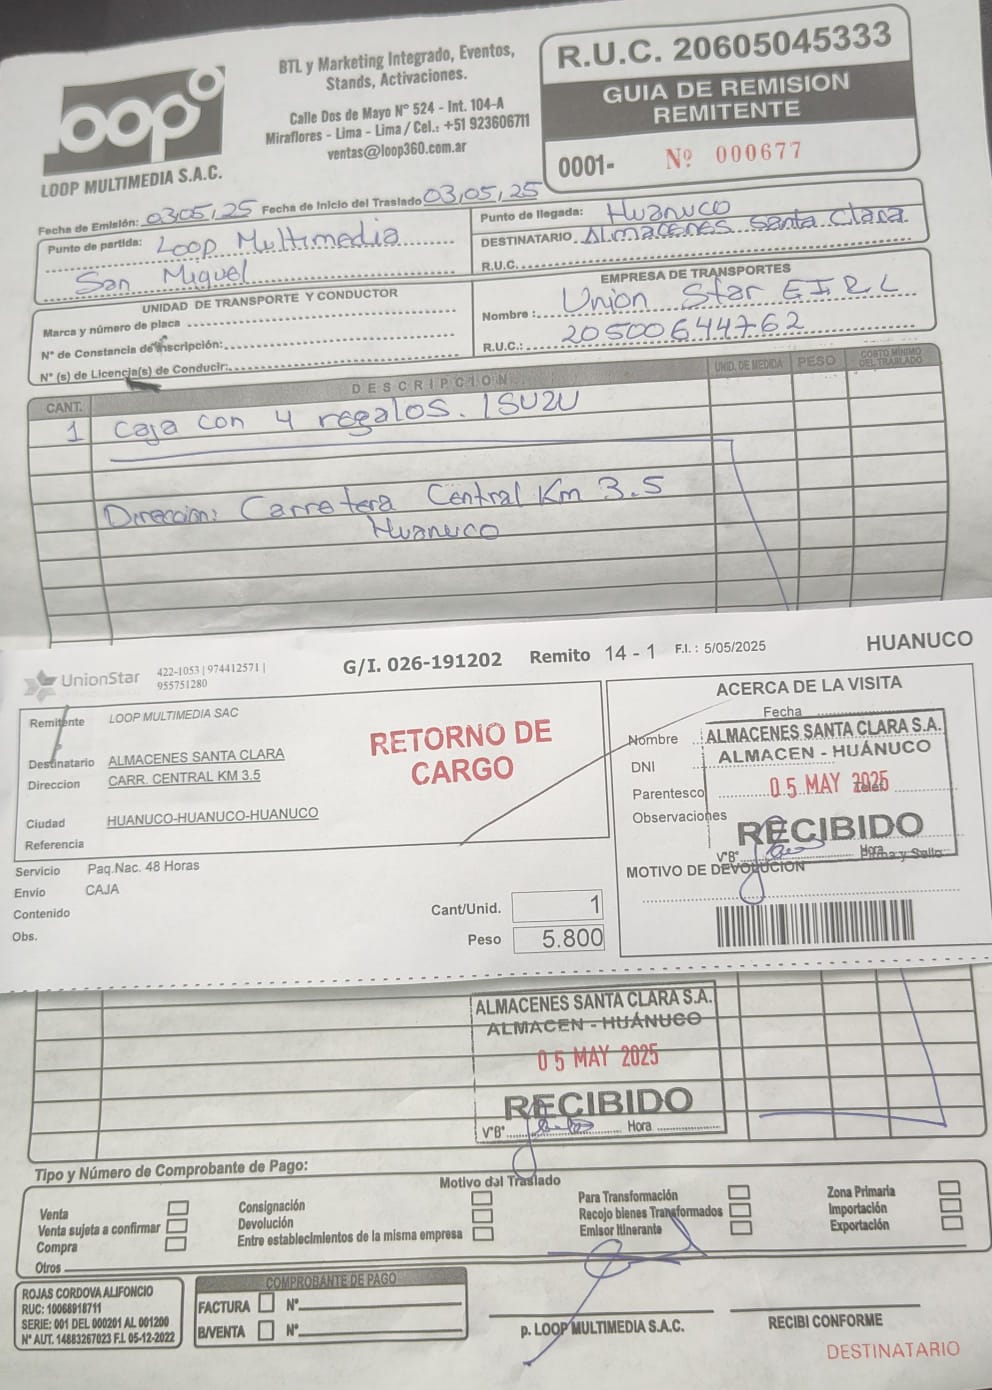 loop
LOOP MULTIMEDIA S.A.C.
BTL y Marketing Integrado, Eventos,
Stands, Activaciones.
Calle Dos de Mayo N° 524 - Int. 104-A
Miraflores - Lima - Lima / Cel.: +51 923606711
ventas@loop360.com.ar
R.U.C. 20605045333
GUIA DE REMISION
REMITENTE
0001- Nº 000677
Fecha de Emisión: 03,05,25 Fecha de Inicio del Traslado 03,05,25
Punto de partida: Loop Multimedia
San Miguel
Punto de llegada: Huanuco
DESTINATARIO Almacenes Santa Clara
R.U.C.
UNIDAD DE TRANSPORTE Y CONDUCTOR
Marca y número de placa
N° de Constancia de inscripción:
N° (s) de Licencia(s) de Conducir:
EMPRESA DE TRANSPORTES
Nombre: Union Star EIRL
R.U.C.: 20500644762
CANT. DESCRIPCION UNID. DE MEDIDA PESO COSTO MINIMO DEL TRASLADO
1 Caja con 4 regalos. ISUZU
Dirección: Carretera Central Km 3.5
Huanuco
UnionStar
422-1053 | 974412571 |
955751280
G/I. 026-191202 Remito 14 - 1 F.I. : 5/05/2025 HUANUCO
Remitente LOOP MULTIMEDIA SAC
Destinatario ALMACENES SANTA CLARA
Direccion CARR. CENTRAL KM 3.5
Ciudad HUANUCO-HUANUCO-HUANUCO
Referencia
RETORNO DE
CARGO
Servicio Paq.Nac. 48 Horas
Envio CAJA
Contenido
Obs.
Cant/Unid. 1
Peso 5.800
ACERCA DE LA VISITA
Fecha
Nombre
DNI
Parentesco
Telef.
Observaciones
Firma y Sello
MOTIVO DE DEVOLUCION
ALMACENES SANTA CLARA S.A.
ALMACEN - HUÁNUCO
05 MAY 2025
RECIBIDO
V°B° Hora
ALMACENES SANTA CLARA S.A.
ALMACEN - HUÁNUCO
05 MAY 2025
RECIBIDO
V°B° Hora
Tipo y Número de Comprobante de Pago:
Motivo dal Traslado
Venta
Venta sujeta a confirmar
Compra
Otros
Consignación
Devolución
Entre establecimientos de la misma empresa
Para Transformación
Recojo bienes Transformados
Emisor Itinerante
Zona Primaria
Importación
Exportación
ROJAS CORDOVA ALIFONCIO
RUC: 10068918711
SERIE: 001 DEL 000201 AL 001200
N° AUT. 14883267023 F.I. 05-12-2022
COMPROBANTE DE PAGO
FACTURA N°
B/VENTA N°
p. LOOP MULTIMEDIA S.A.C.
RECIBI CONFORME
DESTINATARIO